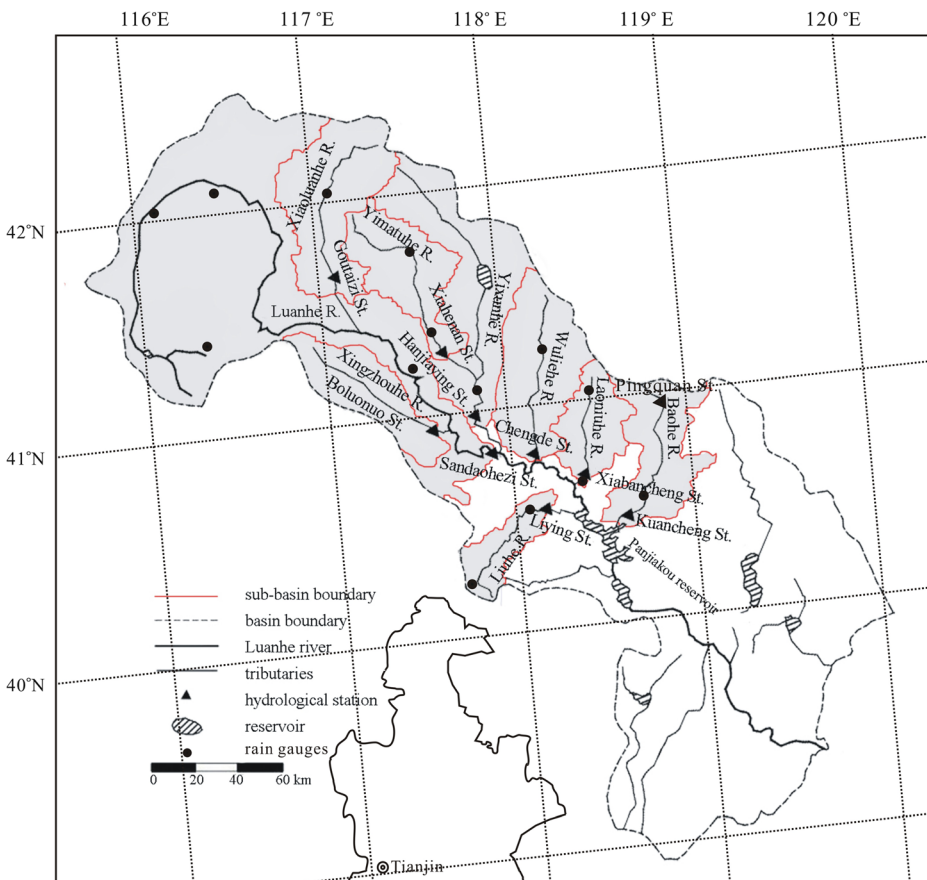 116°E 117°E 118°E 119°E 120°E
42°N
41°N
40°N
Xiaoluanhe R.
Yimatuhe R.
Goutaizi St.
Luanhe R.
Xiahenan St.
Yixunhe R
Hanjiaying St.
Wuliehe R.
Xingzhouhe R.
Boluonuo St.
Laoniuhe R.
Pingquan St
Baohe R.
Chengde St.
Sandaohezi St.
Xiabancheng St.
Kuancheng St.
Liying St.
Liuhe R.
Panjiakou reservoir
sub-basin boundary
basin boundary
Luanhe river
tributaries
hydrological station
reservoir
rain gauges
0 20 40 60 km
Tianjin